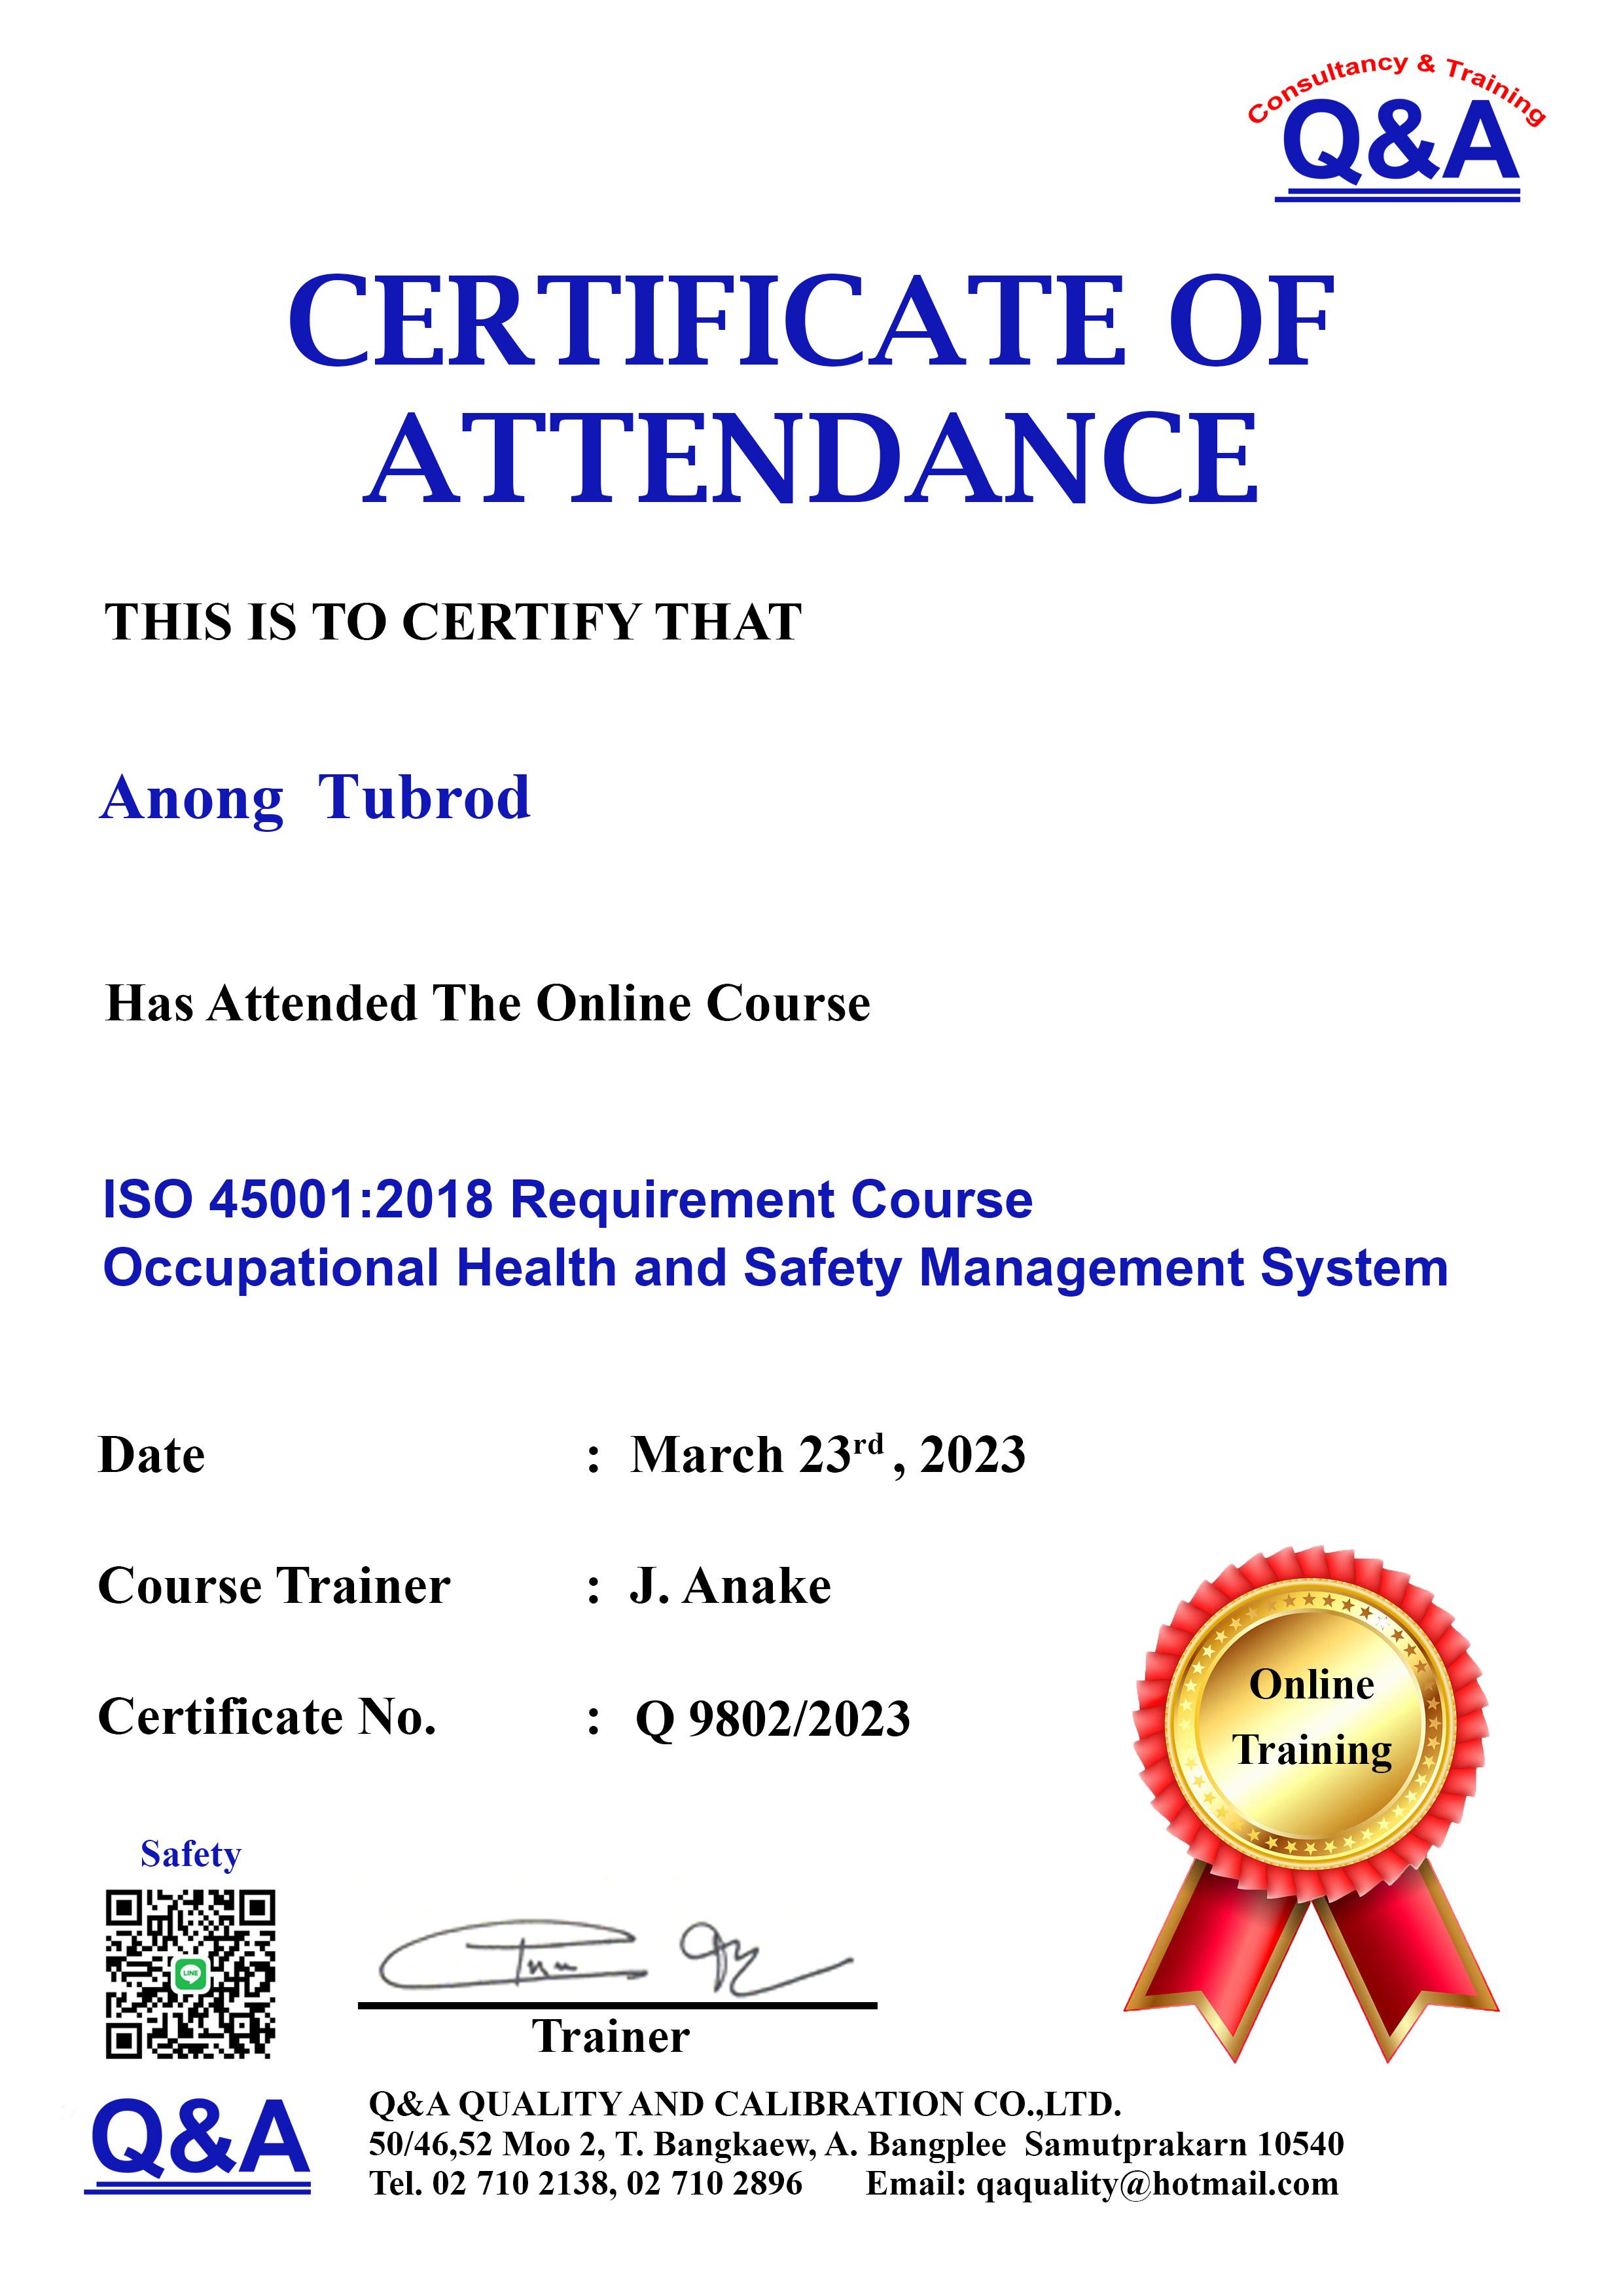 Consultancy & Training
Q&A
CERTIFICATE OF
ATTENDANCE
THIS IS TO CERTIFY THAT
Anong Tubrod
Has Attended The Online Course
ISO 45001:2018 Requirement Course
Occupational Health and Safety Management System
Date : March 23rd , 2023
Course Trainer : J. Anake
Certificate No. : Q 9802/2023
Online
Training
Safety
LINE
Trainer
Q&A
Q&A QUALITY AND CALIBRATION CO.,LTD.
50/46,52 Moo 2, T. Bangkaew, A. Bangplee Samutprakarn 10540
Tel. 02 710 2138, 02 710 2896 Email: qaquality@hotmail.com